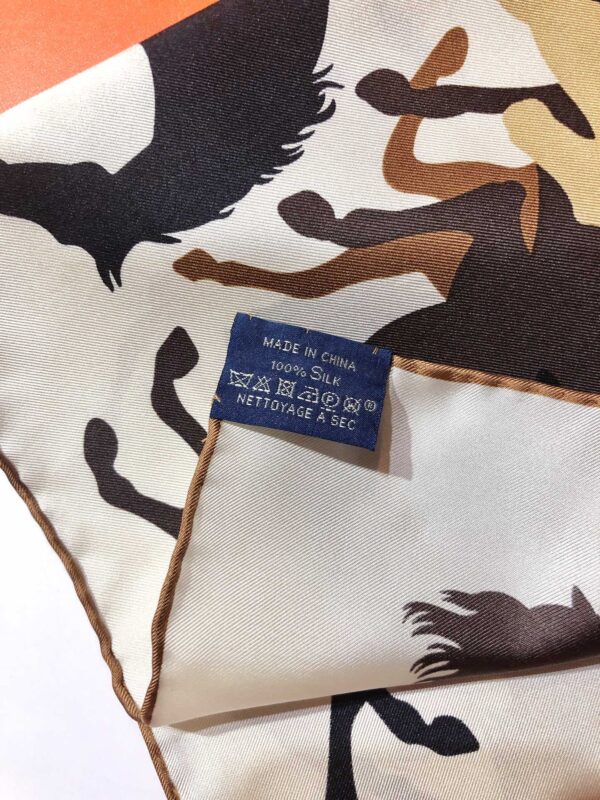 MADE IN CHINA
100% SILK
P ®
NETTOYAGE À SEC